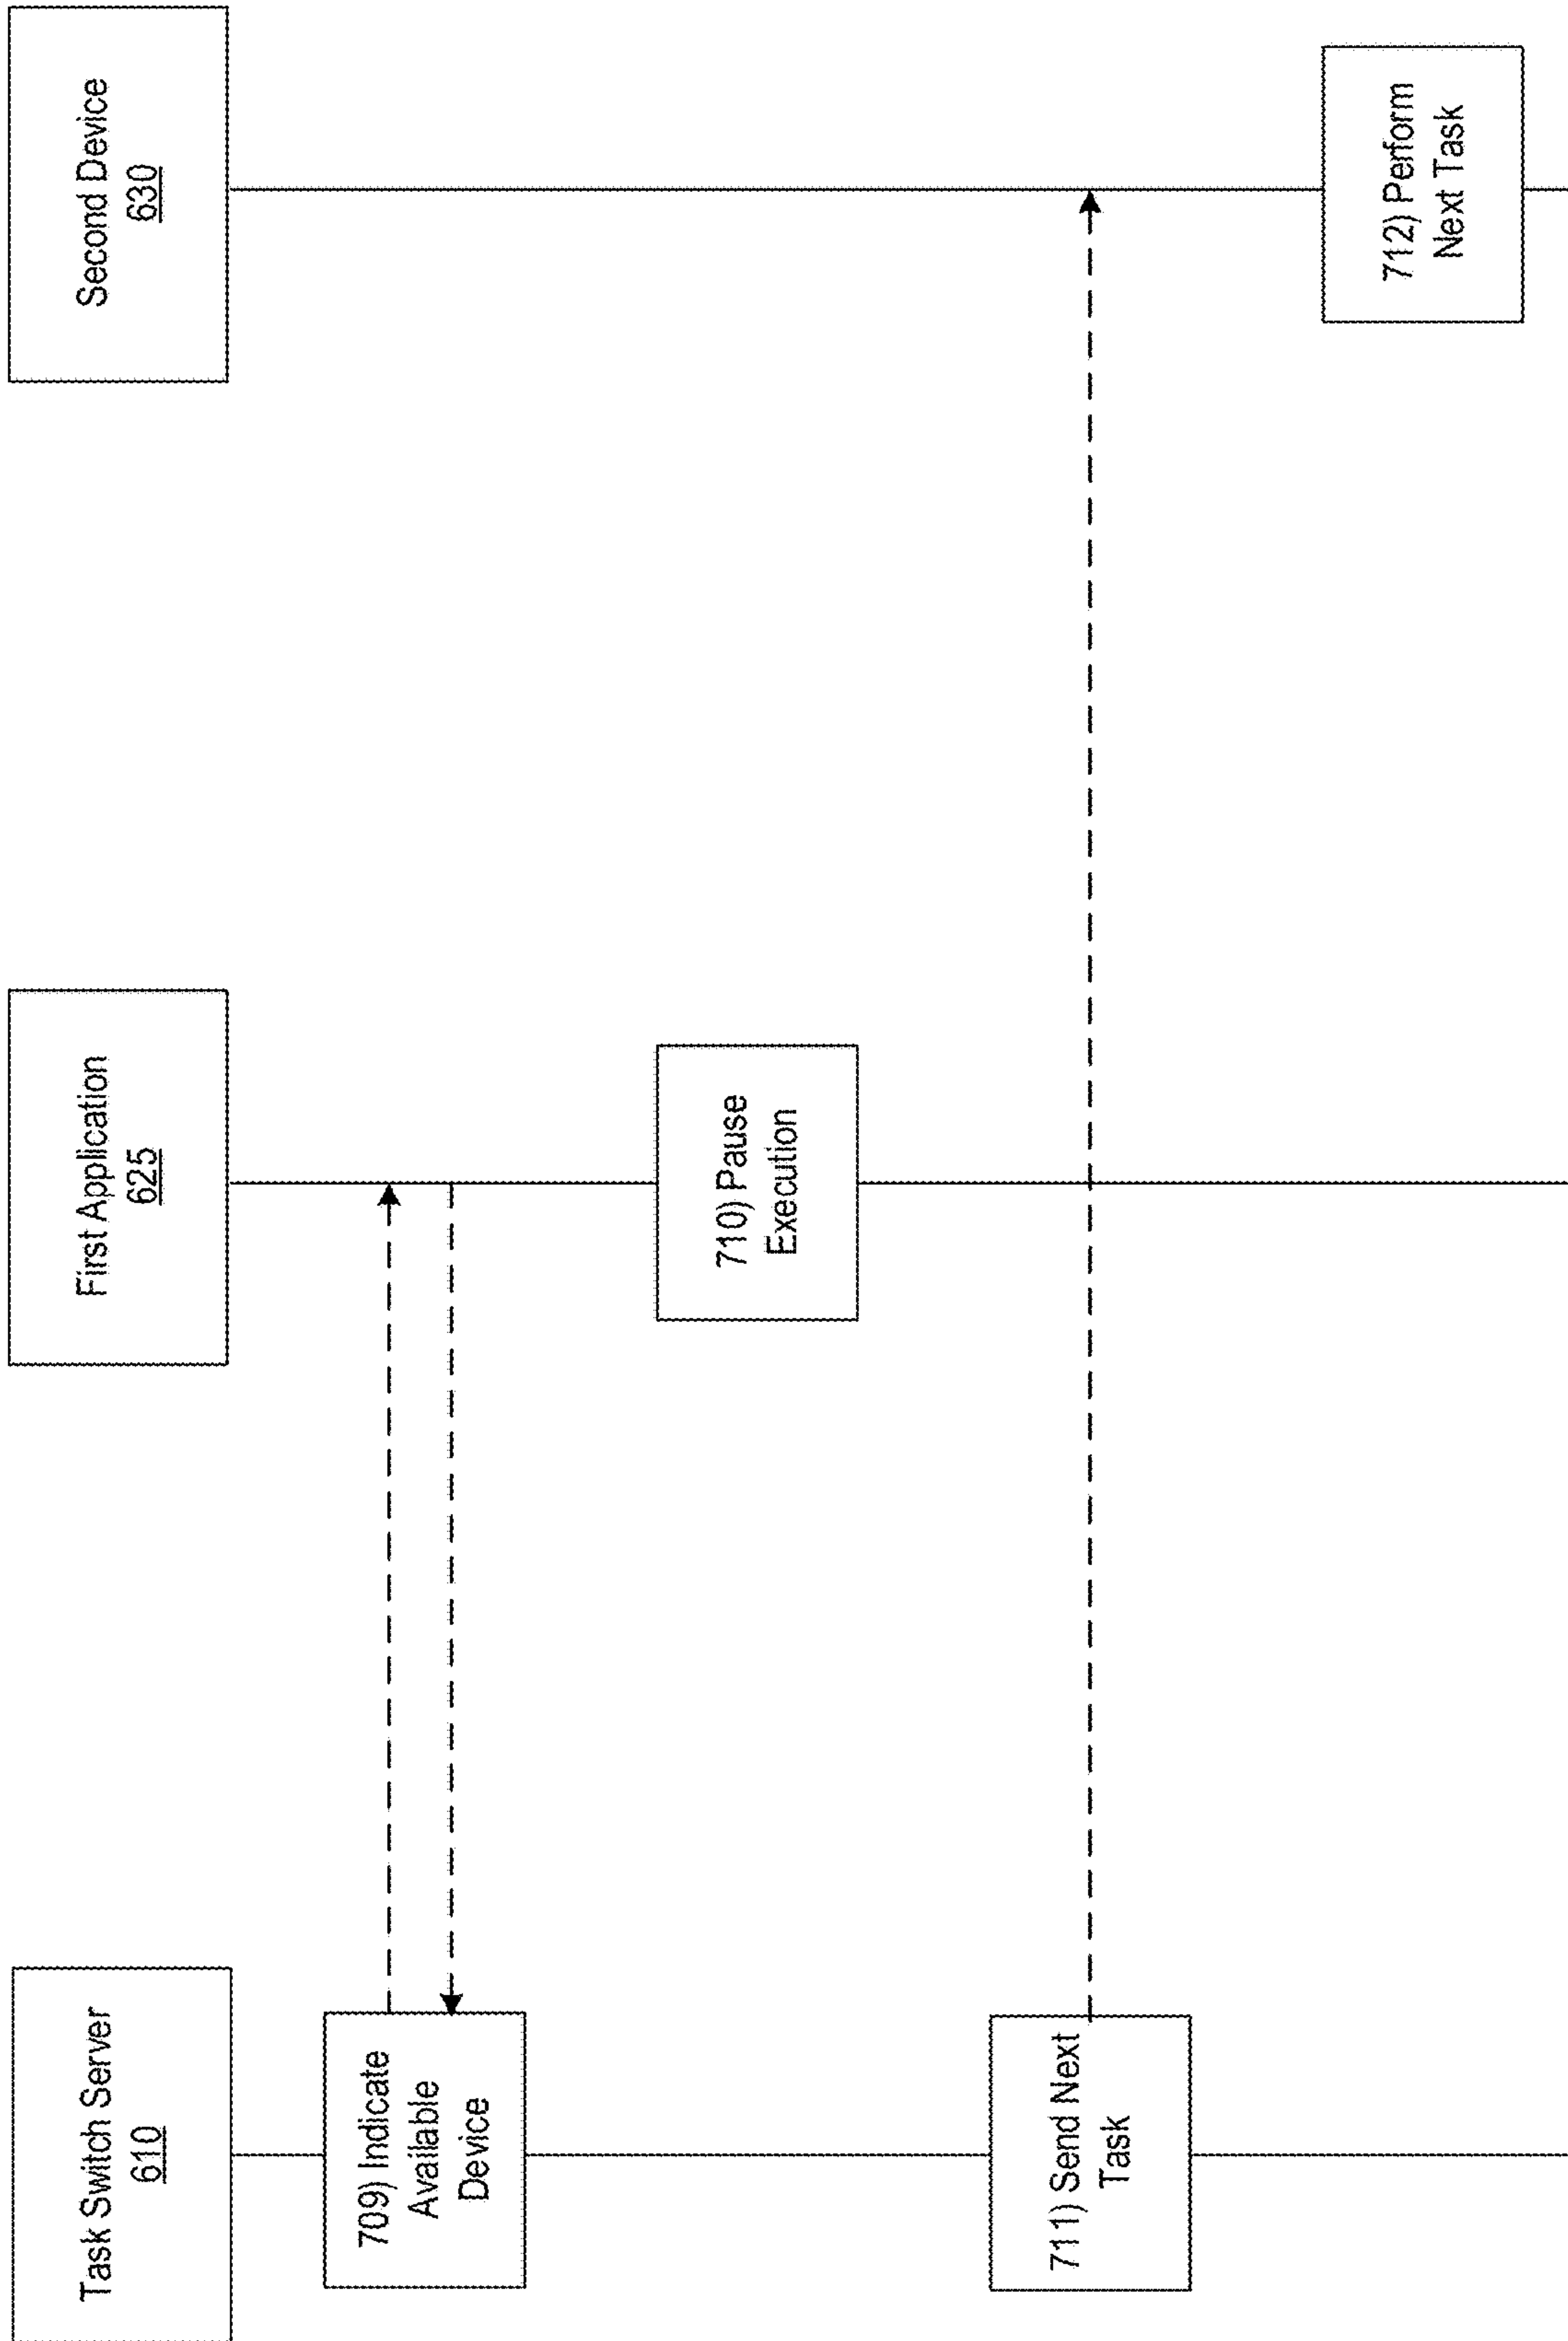 Task Switch Server
610
First Application
625
Second Device
630
709) Indicate
Available
Device
710) Pause
Execution
711) Send Next
Task
712) Perform
Next Task